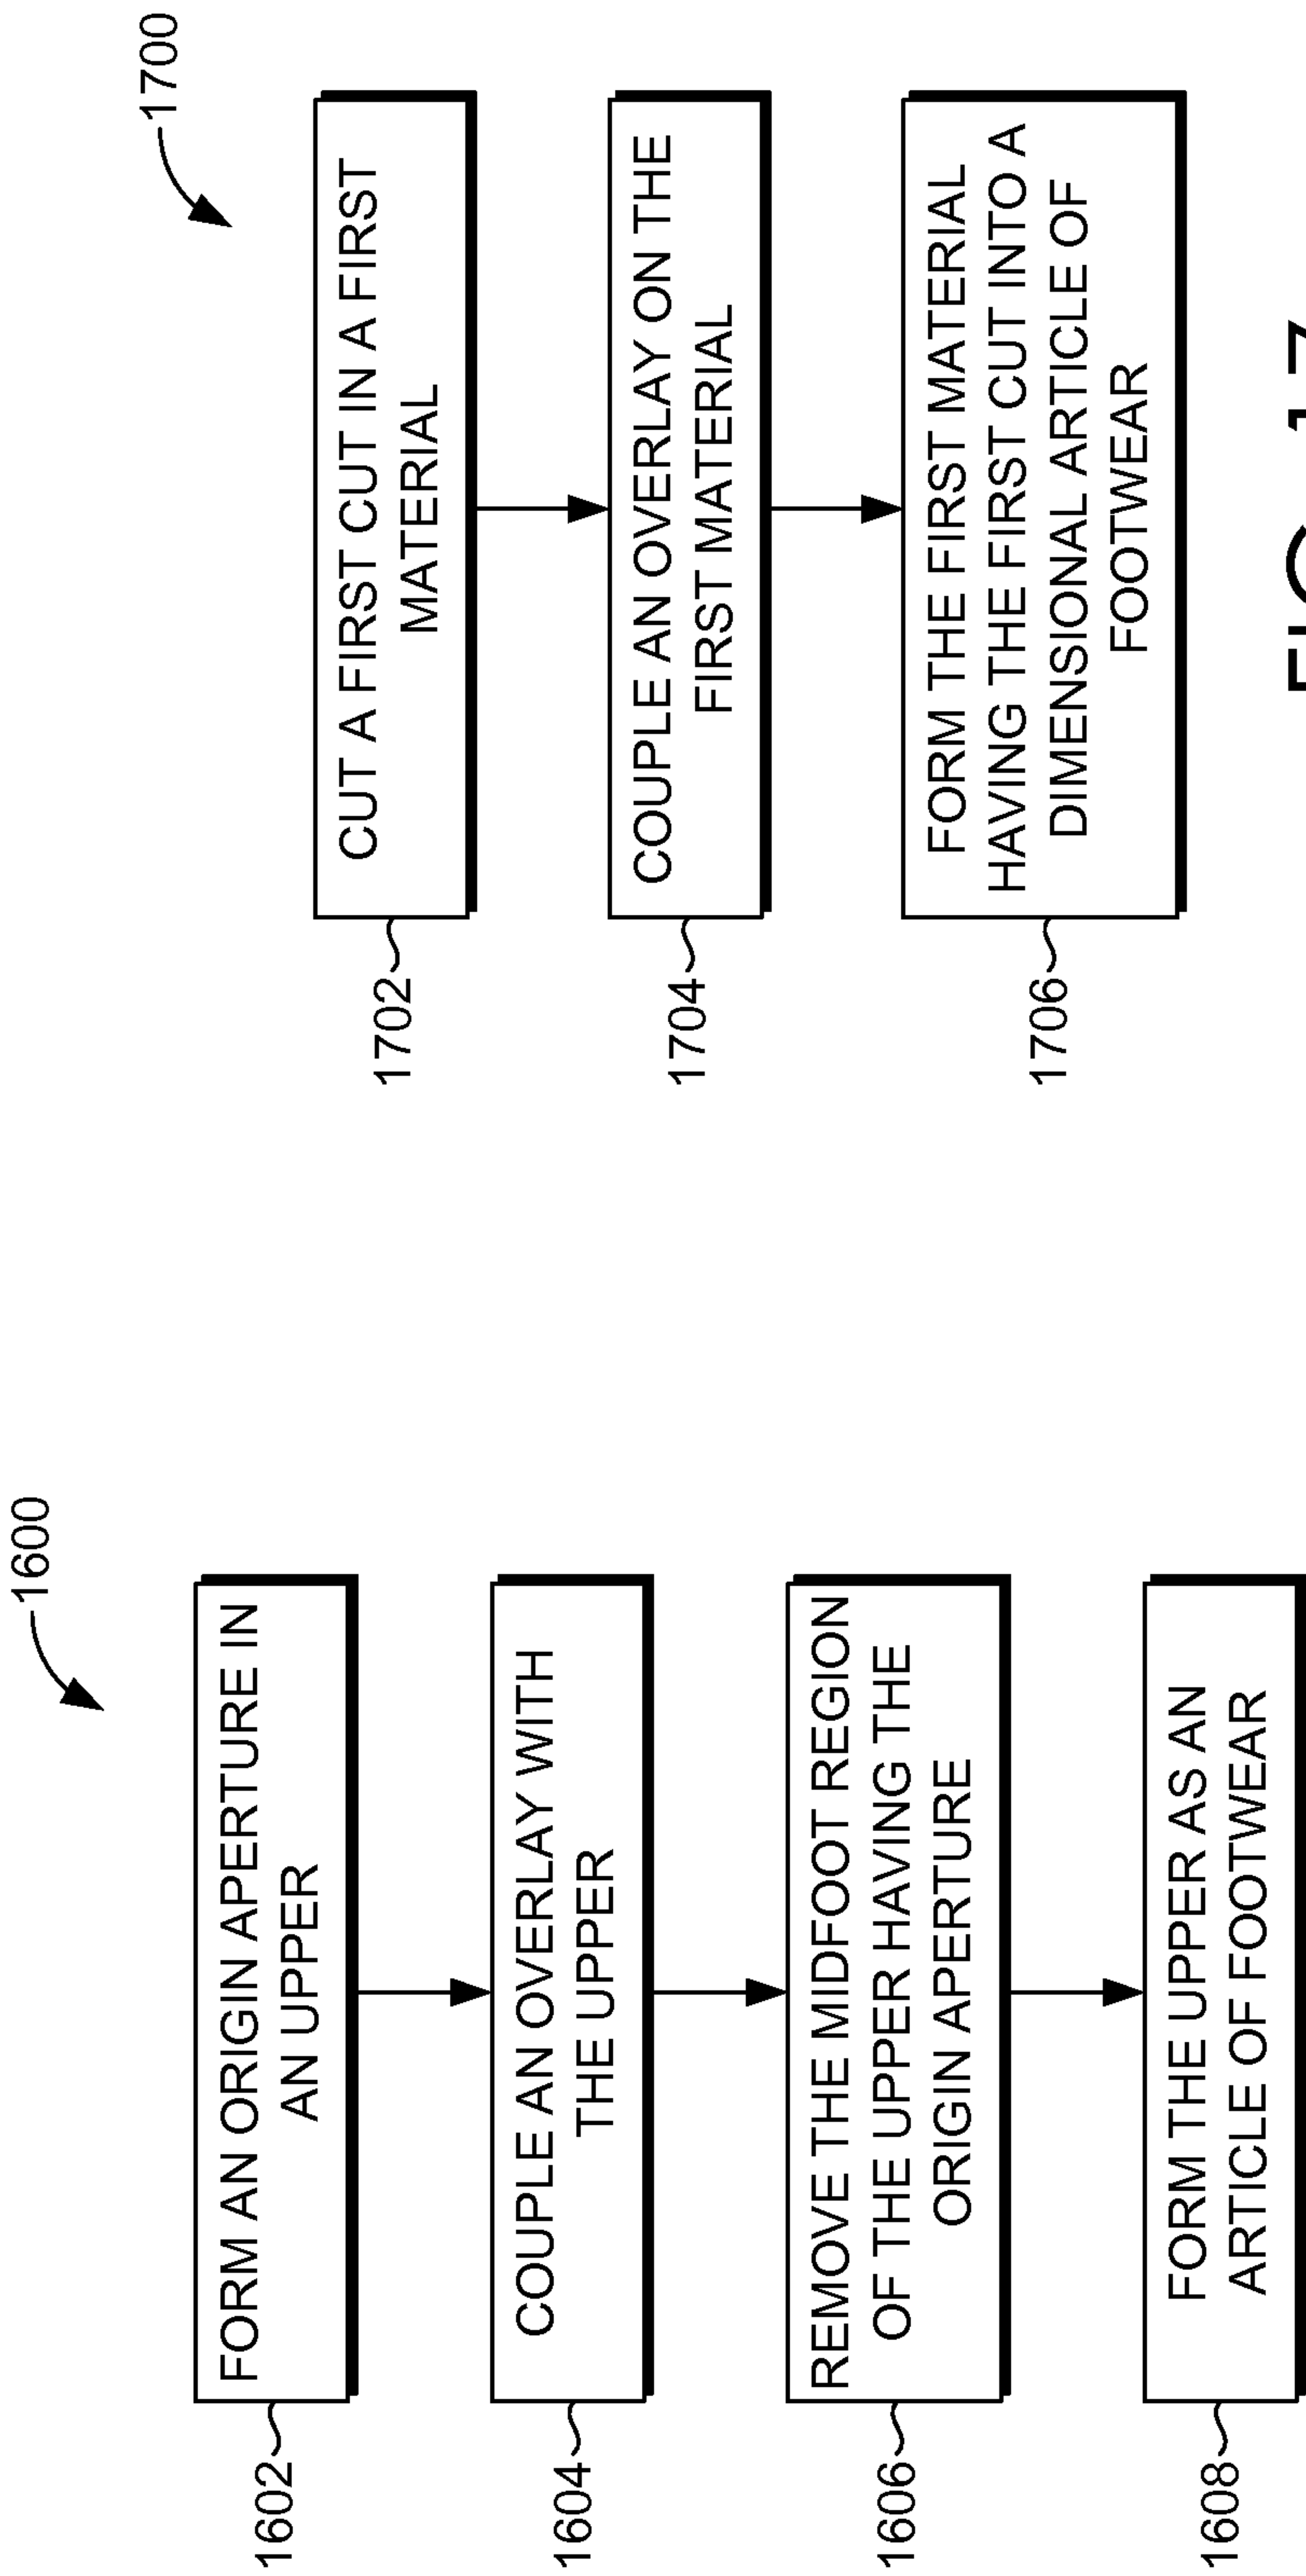 1600
FORM AN ORIGIN APERTURE IN
AN UPPER
1602
COUPLE AN OVERLAY WITH
THE UPPER
1604
REMOVE THE MIDFOOT REGION
OF THE UPPER HAVING THE
ORIGIN APERTURE
1606
FORM THE UPPER AS AN
ARTICLE OF FOOTWEAR
1608
1700
CUT A FIRST CUT IN A FIRST
MATERIAL
1702
COUPLE AN OVERLAY ON THE
FIRST MATERIAL
1704
FORM THE FIRST MATERIAL
HAVING THE FIRST CUT INTO A
DIMENSIONAL ARTICLE OF
FOOTWEAR
1706